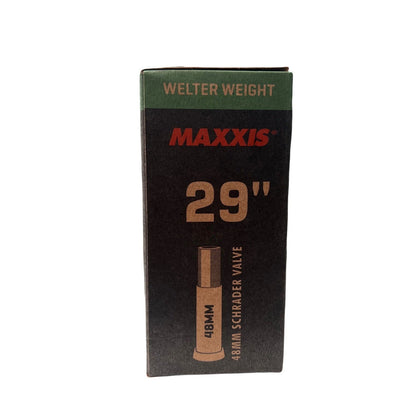 WELTER WEIGHT
MAXXIS®
29"
48MM
48MM SCHRADER VALVE